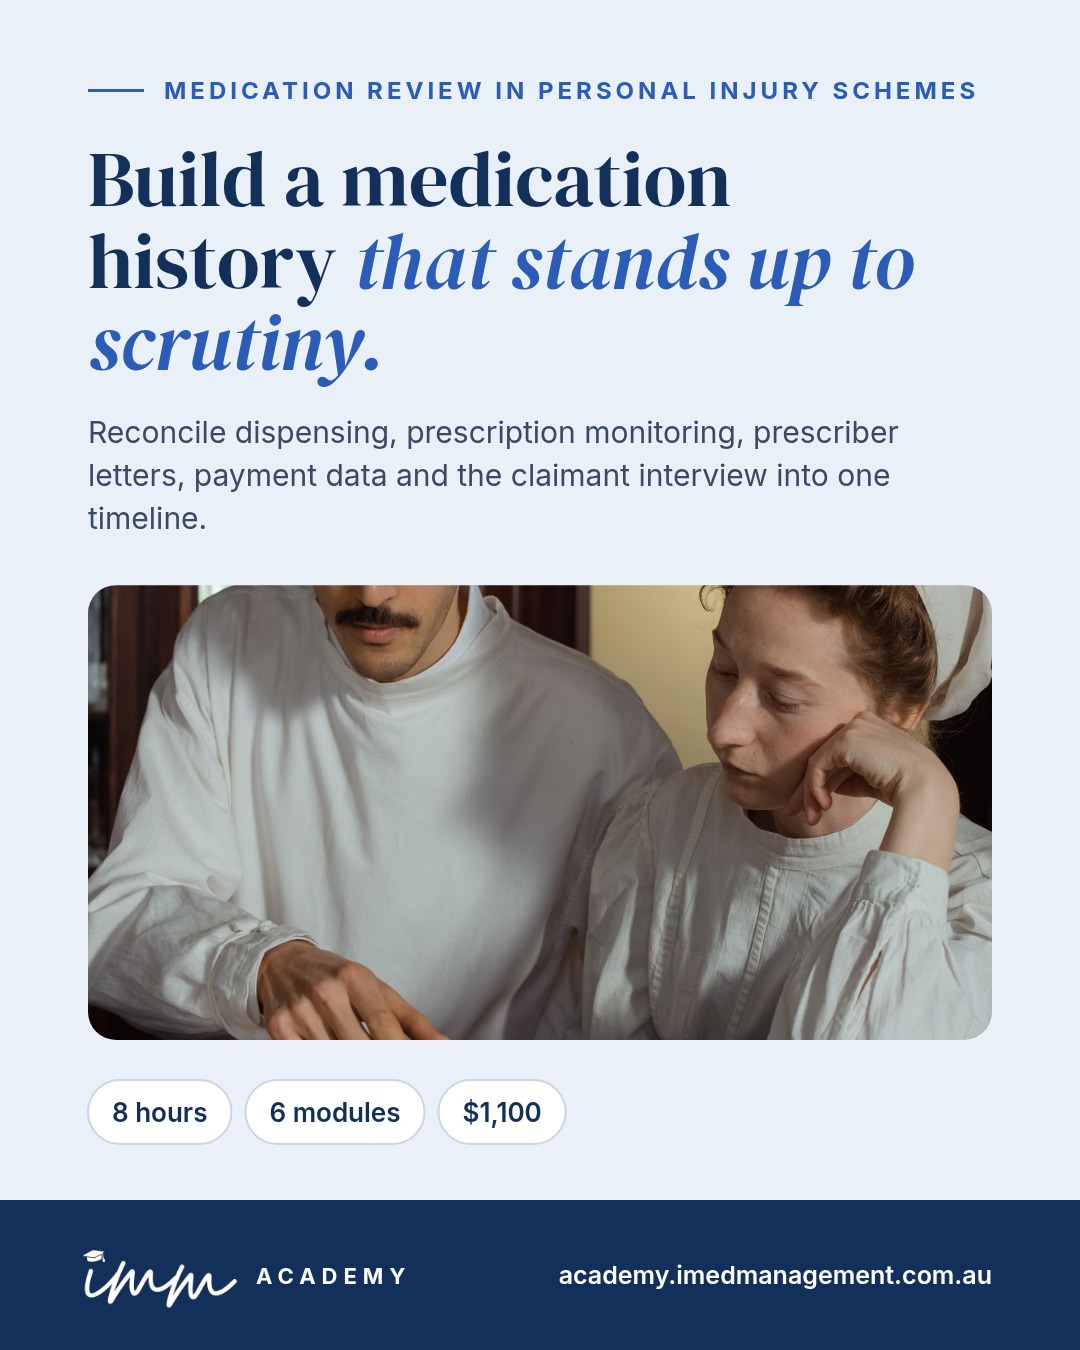 MEDICATION REVIEW IN PERSONAL INJURY SCHEMES
Build a medication
history that stands up to
scrutiny.
Reconcile dispensing, prescription monitoring, prescriber
letters, payment data and the claimant interview into one
timeline.
8 hours
6 modules
$1,100
imm ACADEMY
academy.imedmanagement.com.au